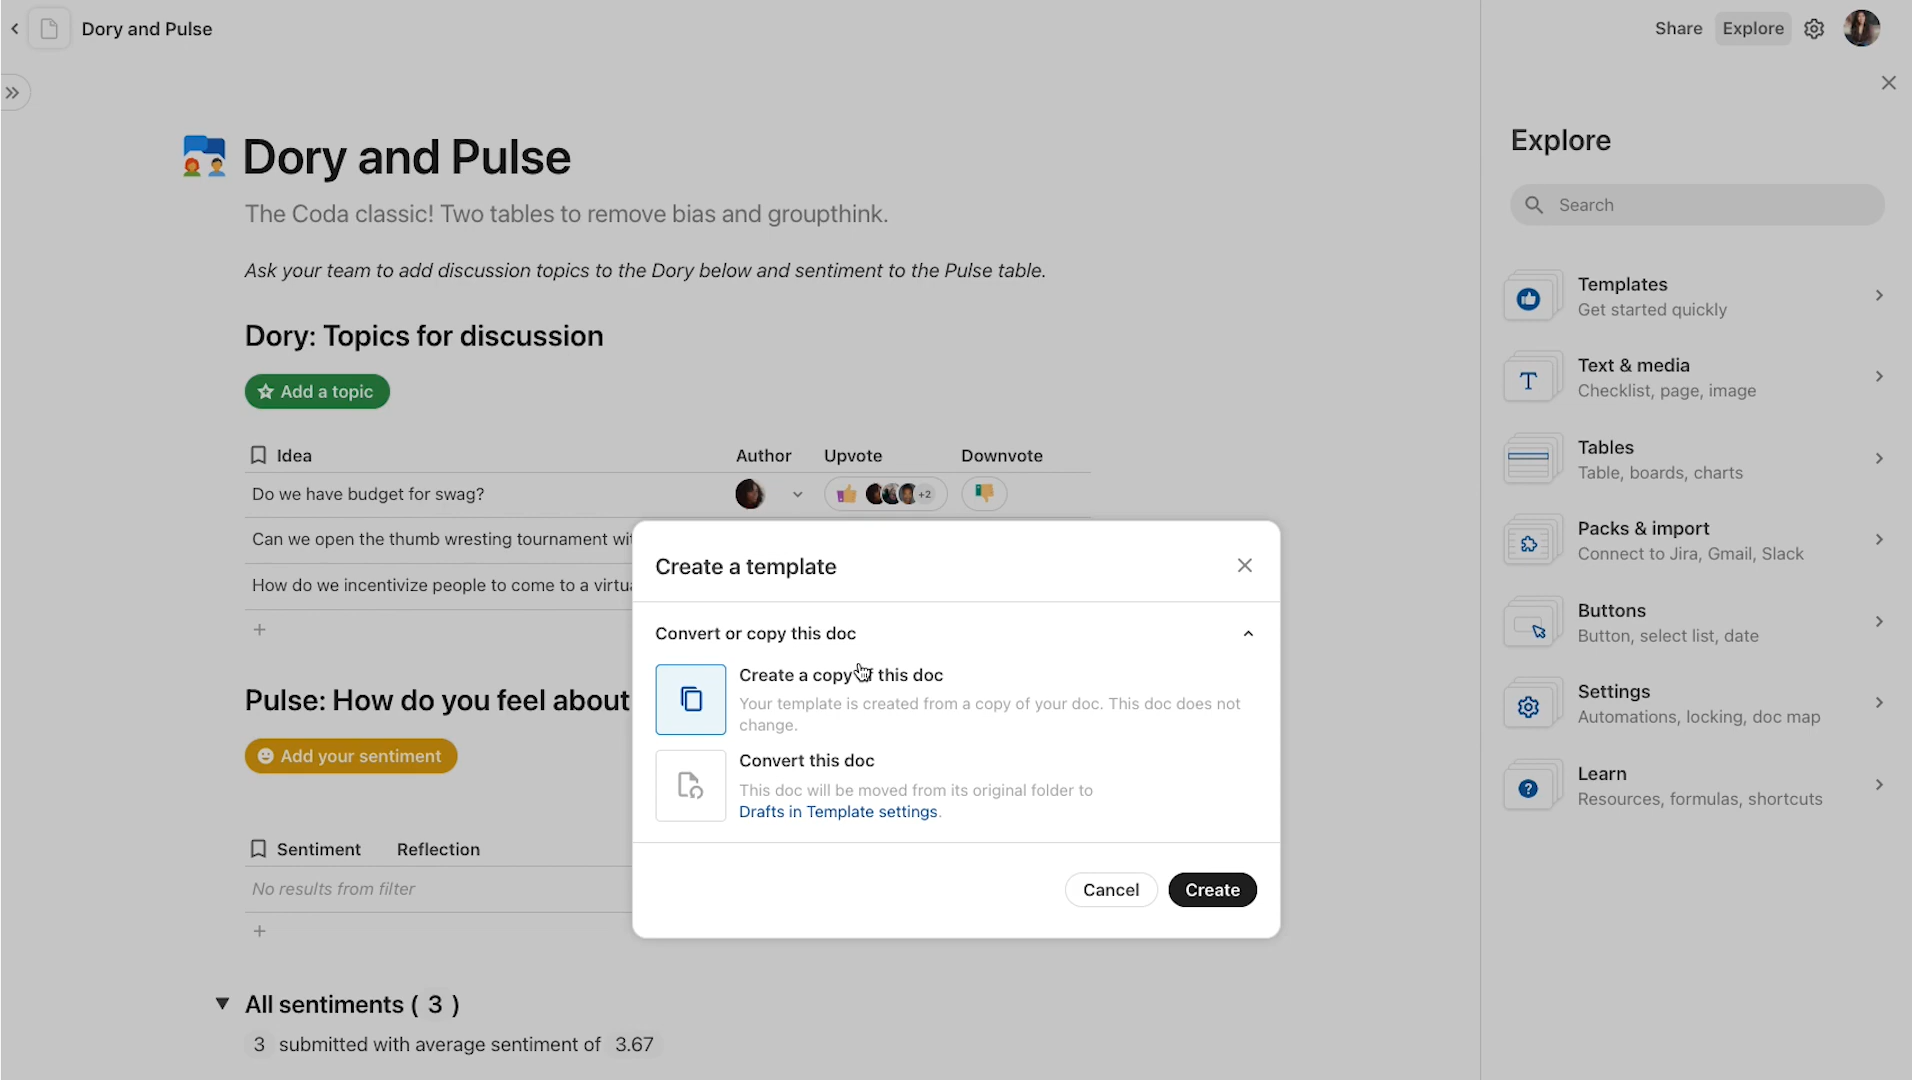 Dory and Pulse
Share
Explore
Dory and Pulse
The Coda classic! Two tables to remove bias and groupthink.
Ask your team to add discussion topics to the Dory below and sentiment to the Pulse table.
Dory: Topics for discussion
Add a topic
Idea
Author
Upvote
Downvote
Do we have budget for swag?
+2
Can we open the thumb wresting tournament
How do we incentivize people to come to a
Pulse: How do you feel about
Add your sentiment
Sentiment
Reflection
No results from filter
All sentiments ( 3 )
3 submitted with average sentiment of 3.67
Create a template
Convert or copy this doc
Create a copy of this doc
Your template is created from a copy of your doc. This doc does not
change.
Convert this doc
This doc will be moved from its original folder to
Drafts in Template settings.
Cancel
Create
Explore
Search
Templates
Get started quickly
Text & media
Checklist, page, image
Tables
Table, boards, charts
Packs & import
Connect to Jira, Gmail, Slack
Buttons
Button, select list, date
Settings
Automations, locking, doc map
Learn
Resources, formulas, shortcuts